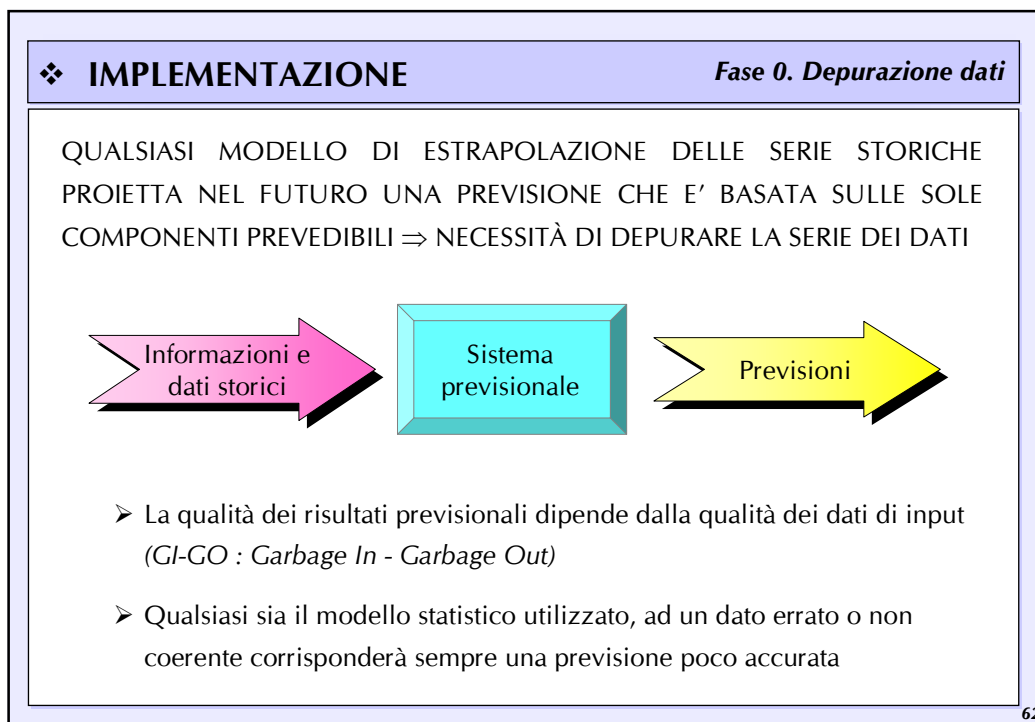 ❖ IMPLEMENTAZIONE Fase 0. Depurazione dati
QUALSIASI MODELLO DI ESTRAPOLAZIONE DELLE SERIE STORICHE
PROIETTA NEL FUTURO UNA PREVISIONE CHE E’ BASATA SULLE SOLE
COMPONENTI PREVEDIBILI ⇒ NECESSITÀ DI DEPURARE LA SERIE DEI DATI
Informazioni e
dati storici
Sistema
previsionale
Previsioni
➢ La qualità dei risultati previsionali dipende dalla qualità dei dati di input
(GI-GO : Garbage In - Garbage Out)
➢ Qualsiasi sia il modello statistico utilizzato, ad un dato errato o non
coerente corrisponderà sempre una previsione poco accurata